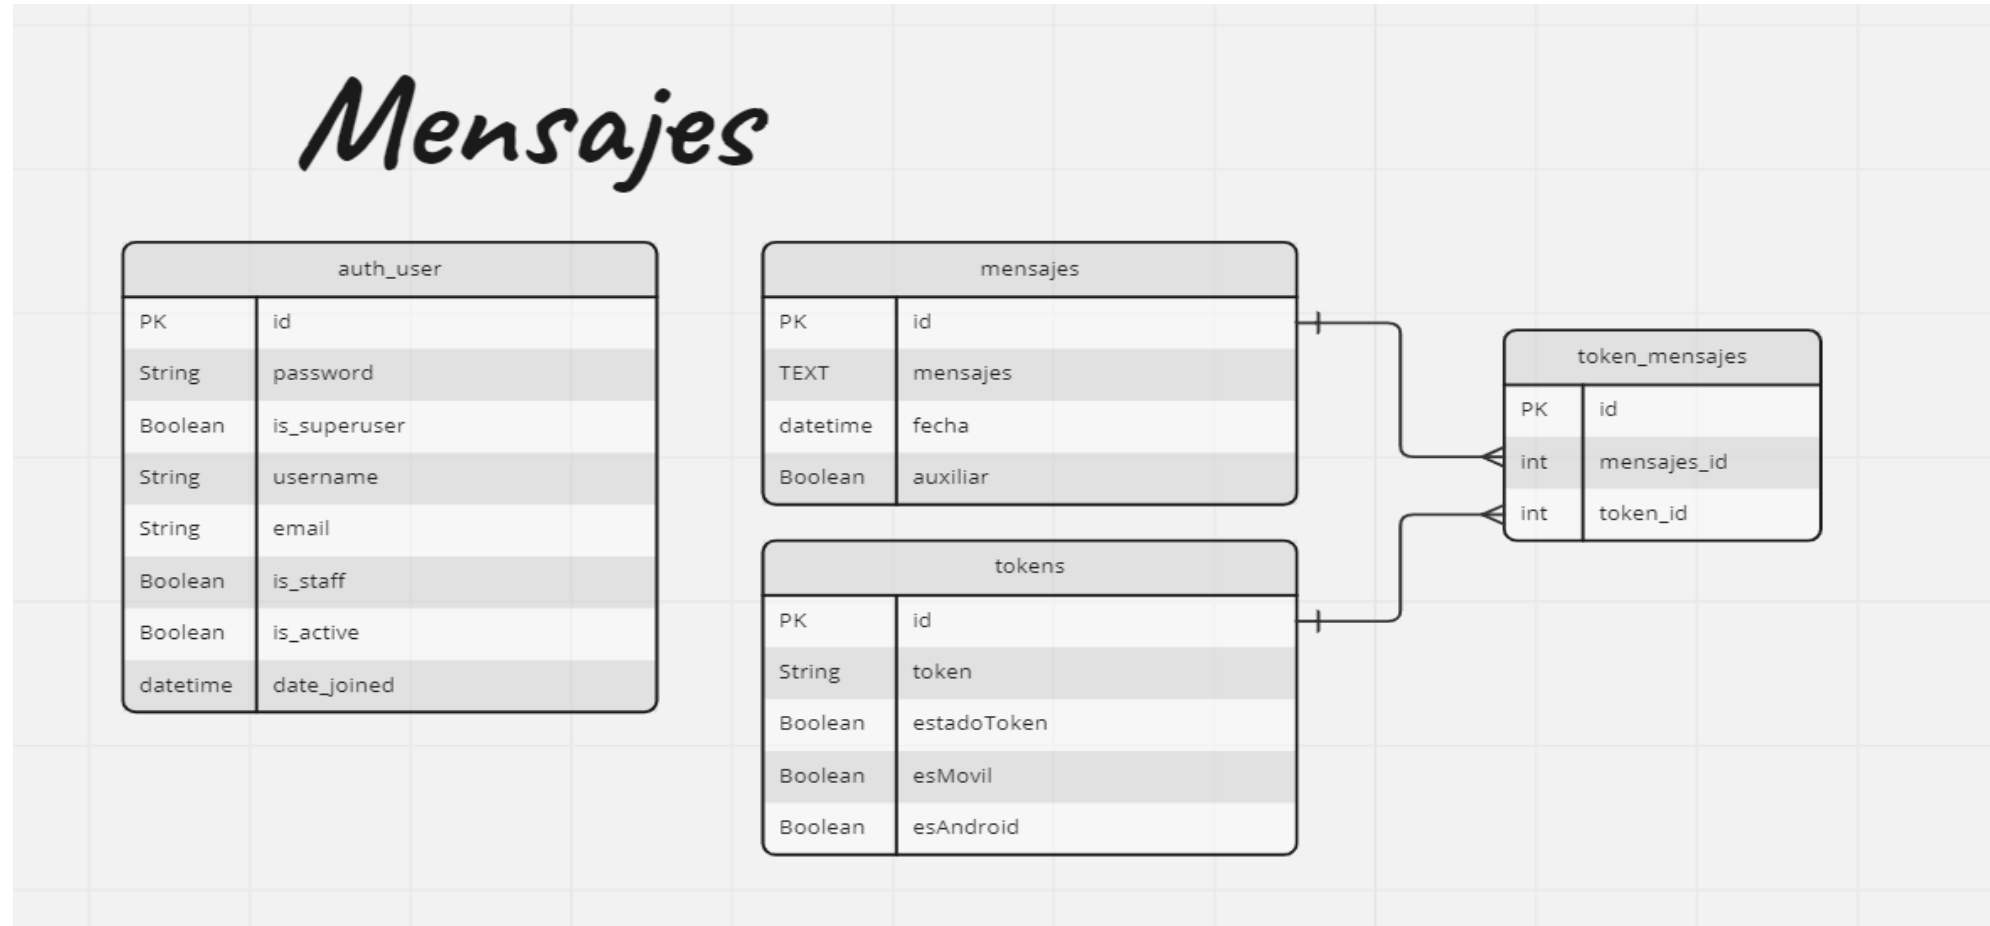 Mensajes
auth_user
PK id
String password
Boolean is_superuser
String username
String email
Boolean is_staff
Boolean is_active
datetime date_joined
mensajes
PK id
TEXT mensajes
datetime fecha
Boolean auxiliar
tokens
PK id
String token
Boolean estadoToken
Boolean esMovil
Boolean esAndroid
token_mensajes
PK id
int mensajes_id
int token_id